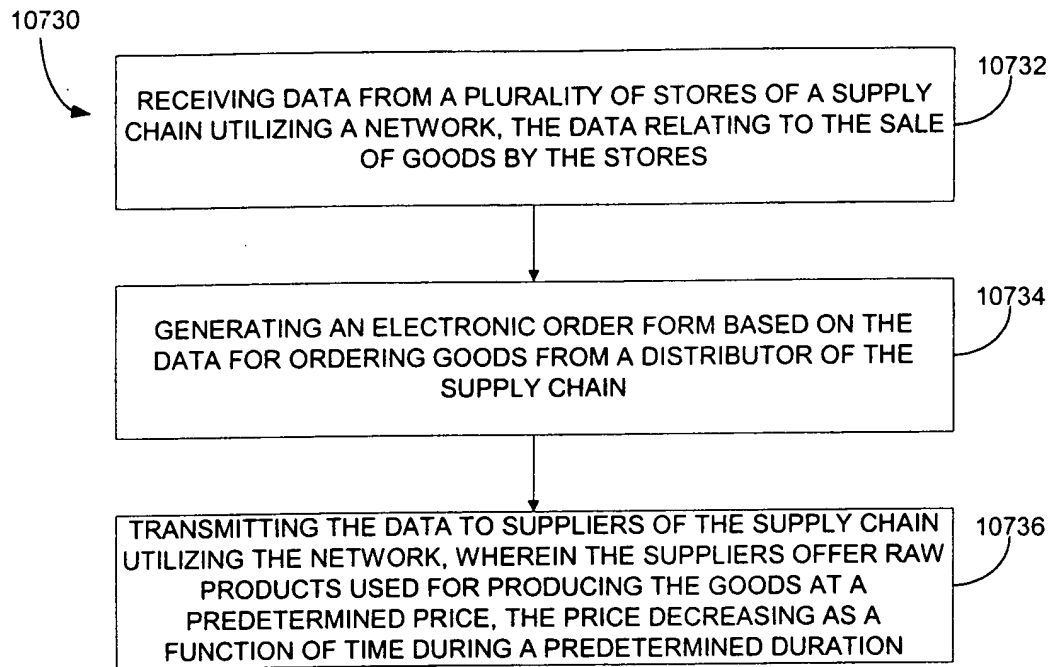 10730
10732
RECEIVING DATA FROM A PLURALITY OF STORES OF A SUPPLY
CHAIN UTILIZING A NETWORK, THE DATA RELATING TO THE SALE
OF GOODS BY THE STORES
10734
GENERATING AN ELECTRONIC ORDER FORM BASED ON THE
DATA FOR ORDERING GOODS FROM A DISTRIBUTOR OF THE
SUPPLY CHAIN
10736
TRANSMITTING THE DATA TO SUPPLIERS OF THE SUPPLY CHAIN
UTILIZING THE NETWORK, WHEREIN THE SUPPLIERS OFFER RAW
PRODUCTS USED FOR PRODUCING THE GOODS AT A
PREDETERMINED PRICE, THE PRICE DECREASING AS A
FUNCTION OF TIME DURING A PREDETERMINED DURATION